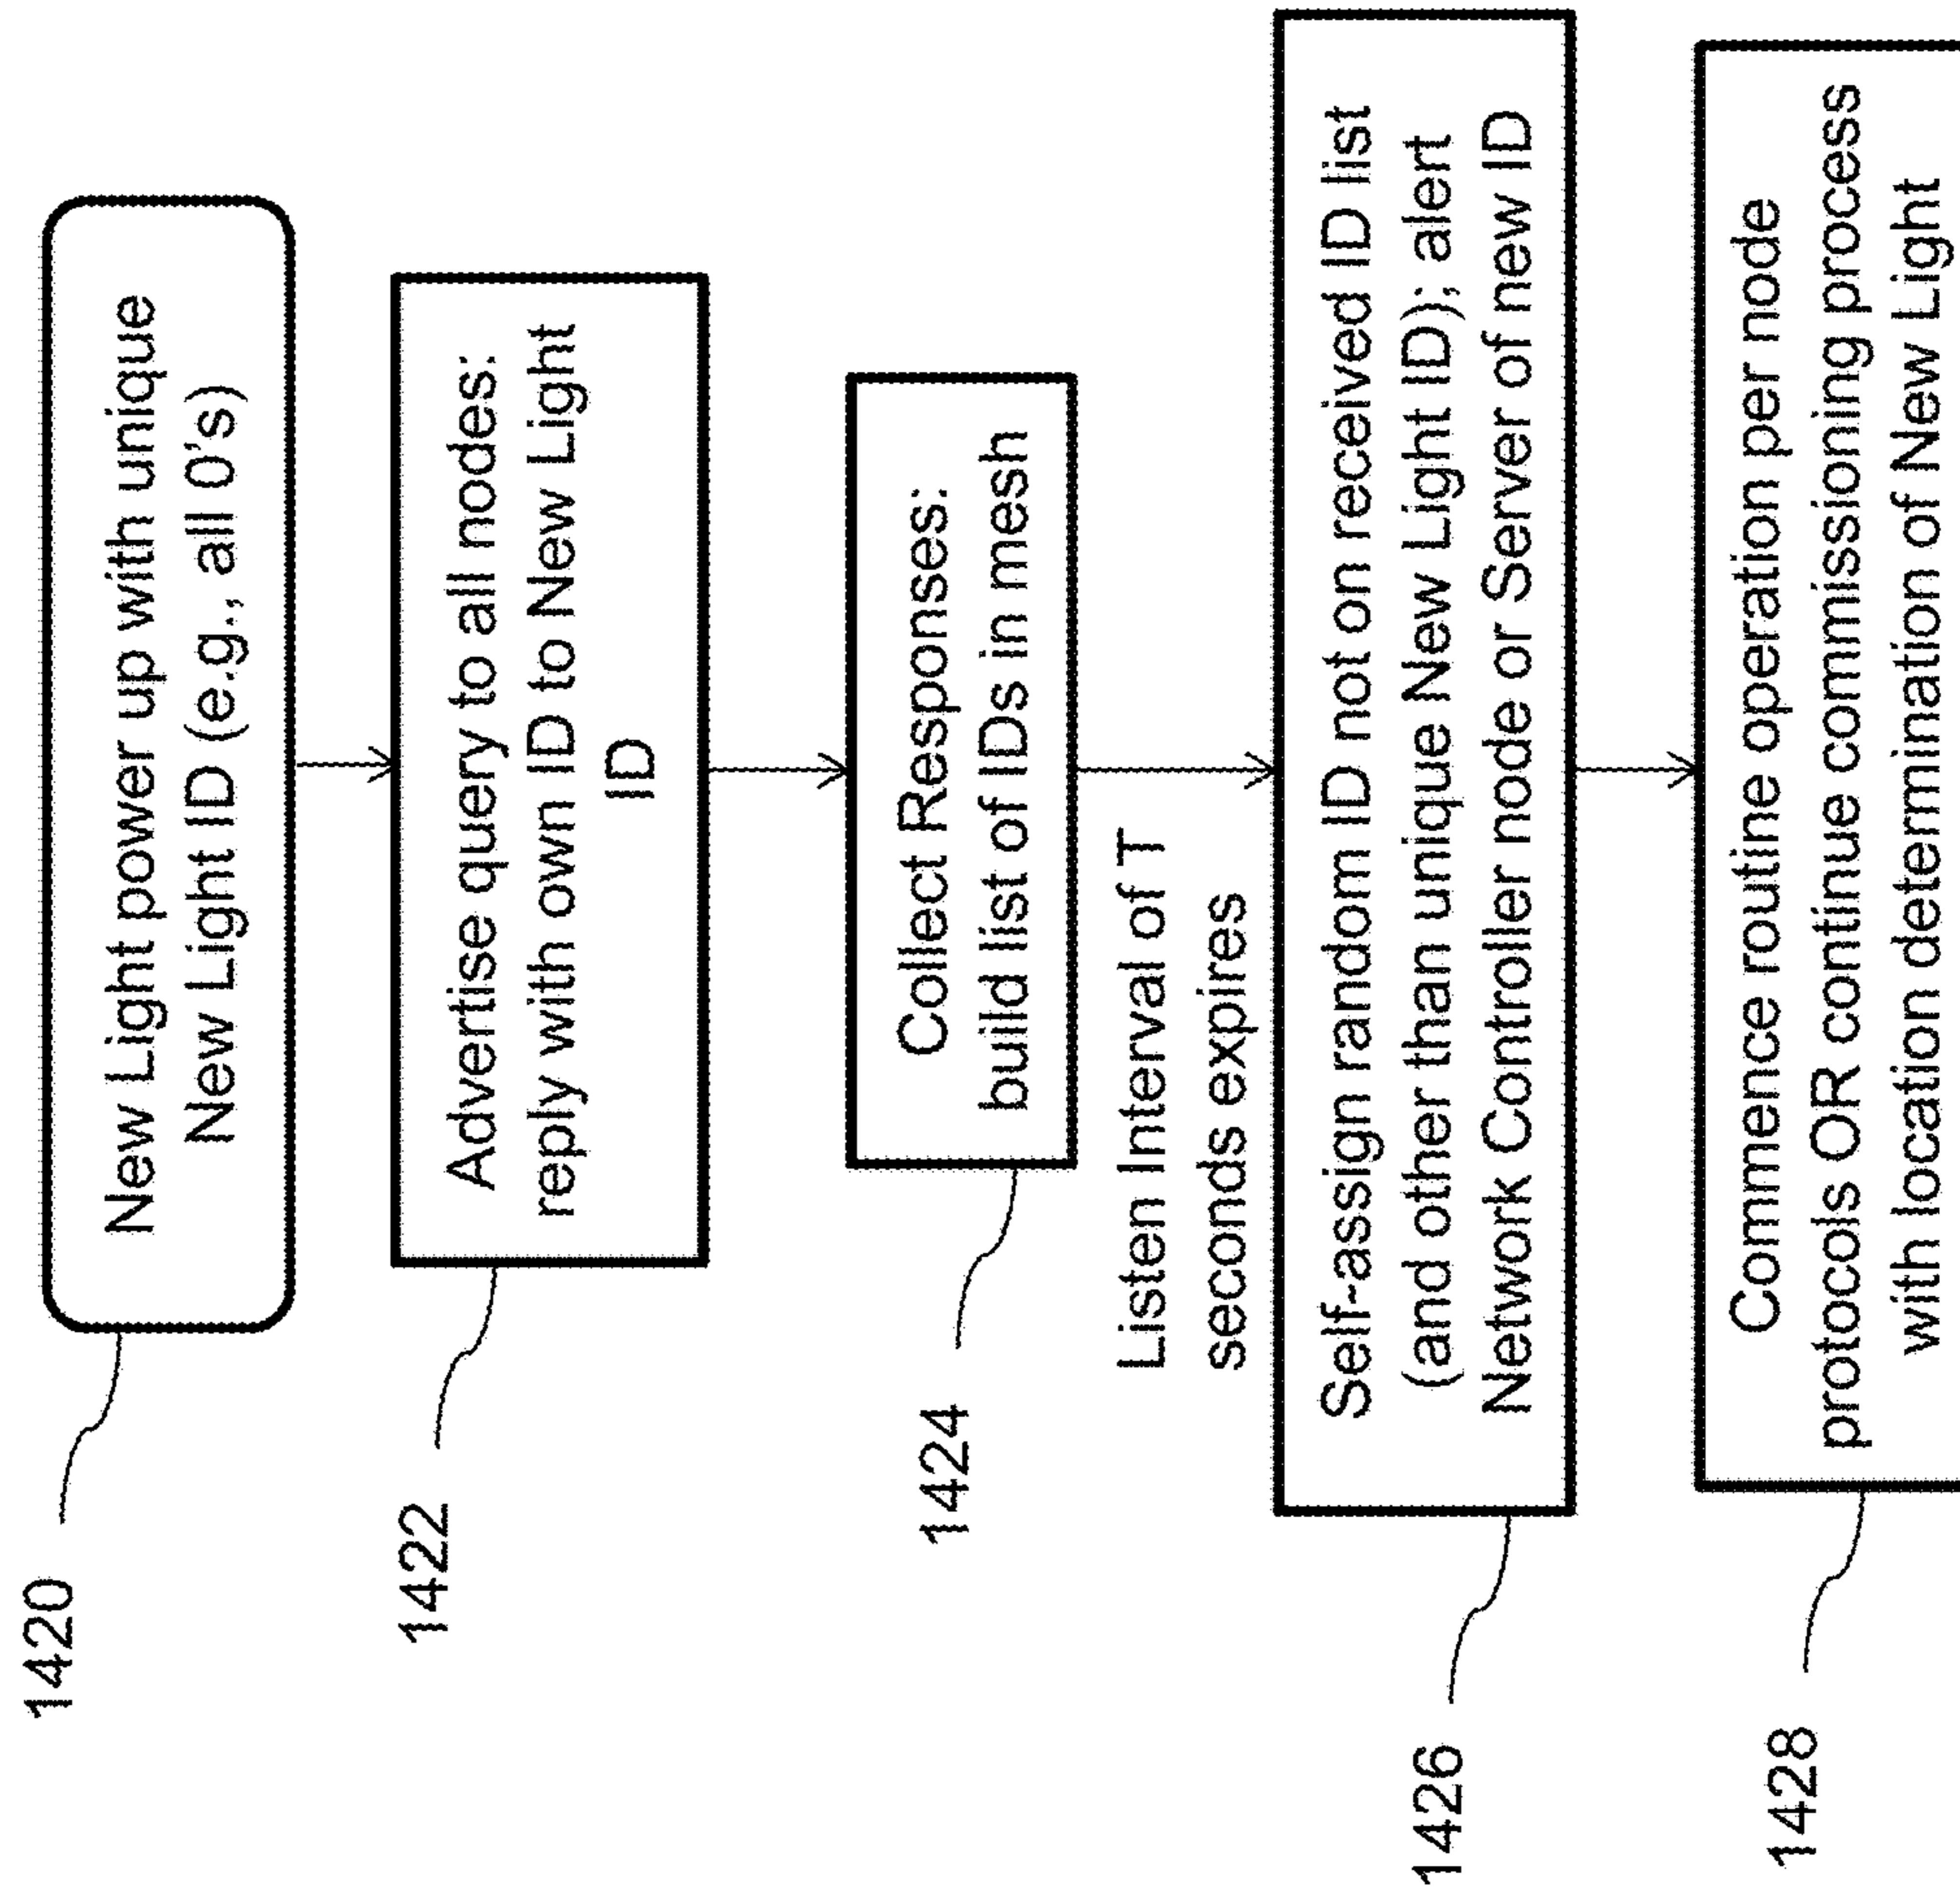 1420
New Light power up with unique
New Light ID (e.g., all 0's)
1422
Advertise query to all nodes:
reply with own ID to New Light
ID
1424
Collect Responses:
build list of IDs in mesh
Listen Interval of T
seconds expires
1426
Self-assign random ID not on received ID list
(and other than unique New Light ID); alert
Network Controller node or Server of new ID
1428
Commence routine operation per node
protocols OR continue commissioning process
with location determination of New Light